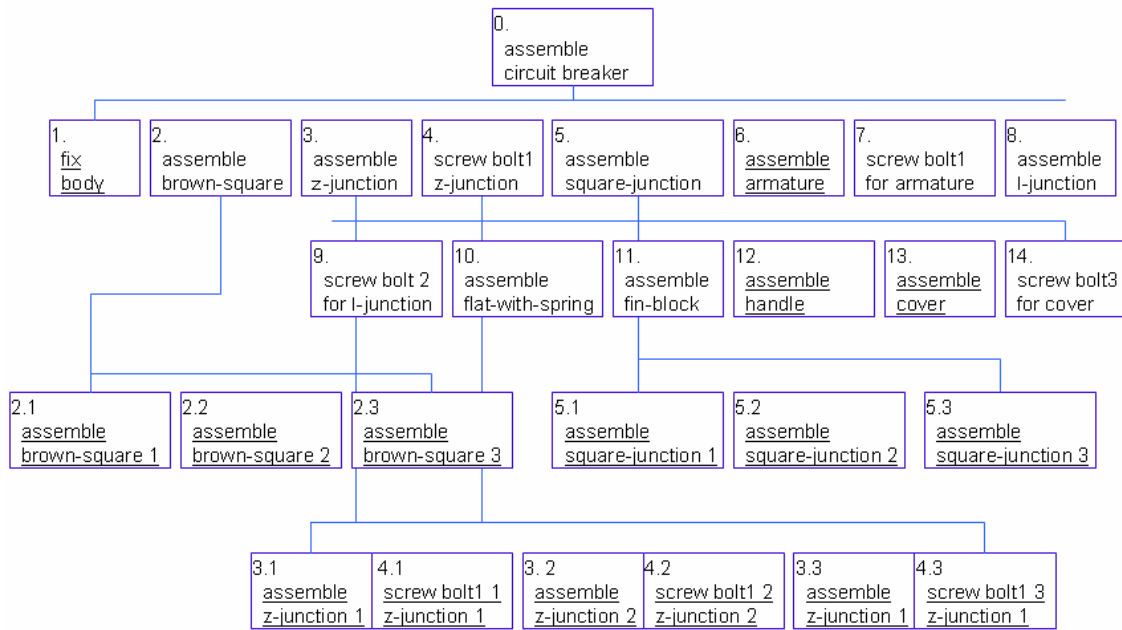 0.
assemble
circuit breaker
1.
fix
body
2.
assemble
brown-square
3.
assemble
z-junction
4.
screw bolt1
z-junction
5.
assemble
square-junction
6.
assemble
armature
7.
screw bolt1
for armature
8.
assemble
l-junction
9.
screw bolt 2
for l-junction
10.
assemble
flat-with-spring
11.
assemble
fin-block
12.
assemble
handle
13.
assemble
cover
14.
screw bolt3
for cover
2.1
assemble
brown-square 1
2.2
assemble
brown-square 2
2.3
assemble
brown-square 3
5.1
assemble
square-junction 1
5.2
assemble
square-junction 2
5.3
assemble
square-junction 3
3.1
assemble
z-junction 1
4.1
screw bolt1 1
z-junction 1
3. 2
assemble
z-junction 2
4.2
screw bolt1 2
z-junction 2
3.3
assemble
z-junction 1
4.3
screw bolt1 3
z-junction 1